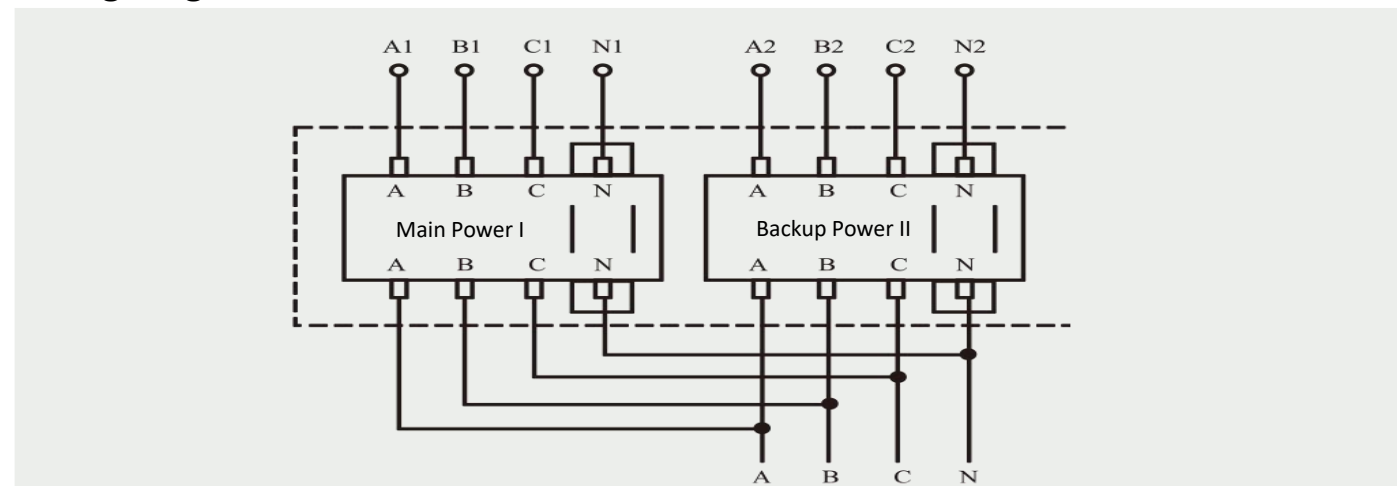 A1 B1 C1 N1 A2 B2 C2 N2
A B C N A B C N
Main Power I Backup Power II
A B C N A B C N
A B C N